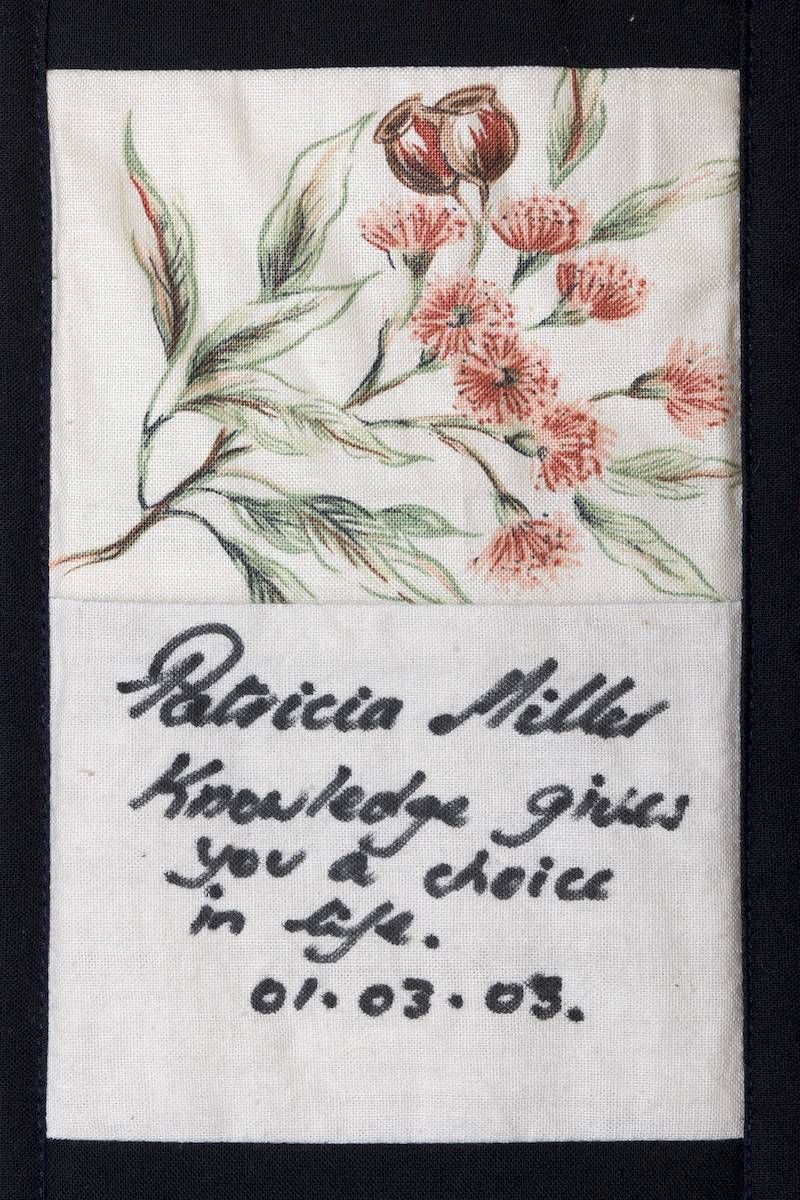 Patricia Miller
Knowledge gives
you a choice
in life.
01.03.03.